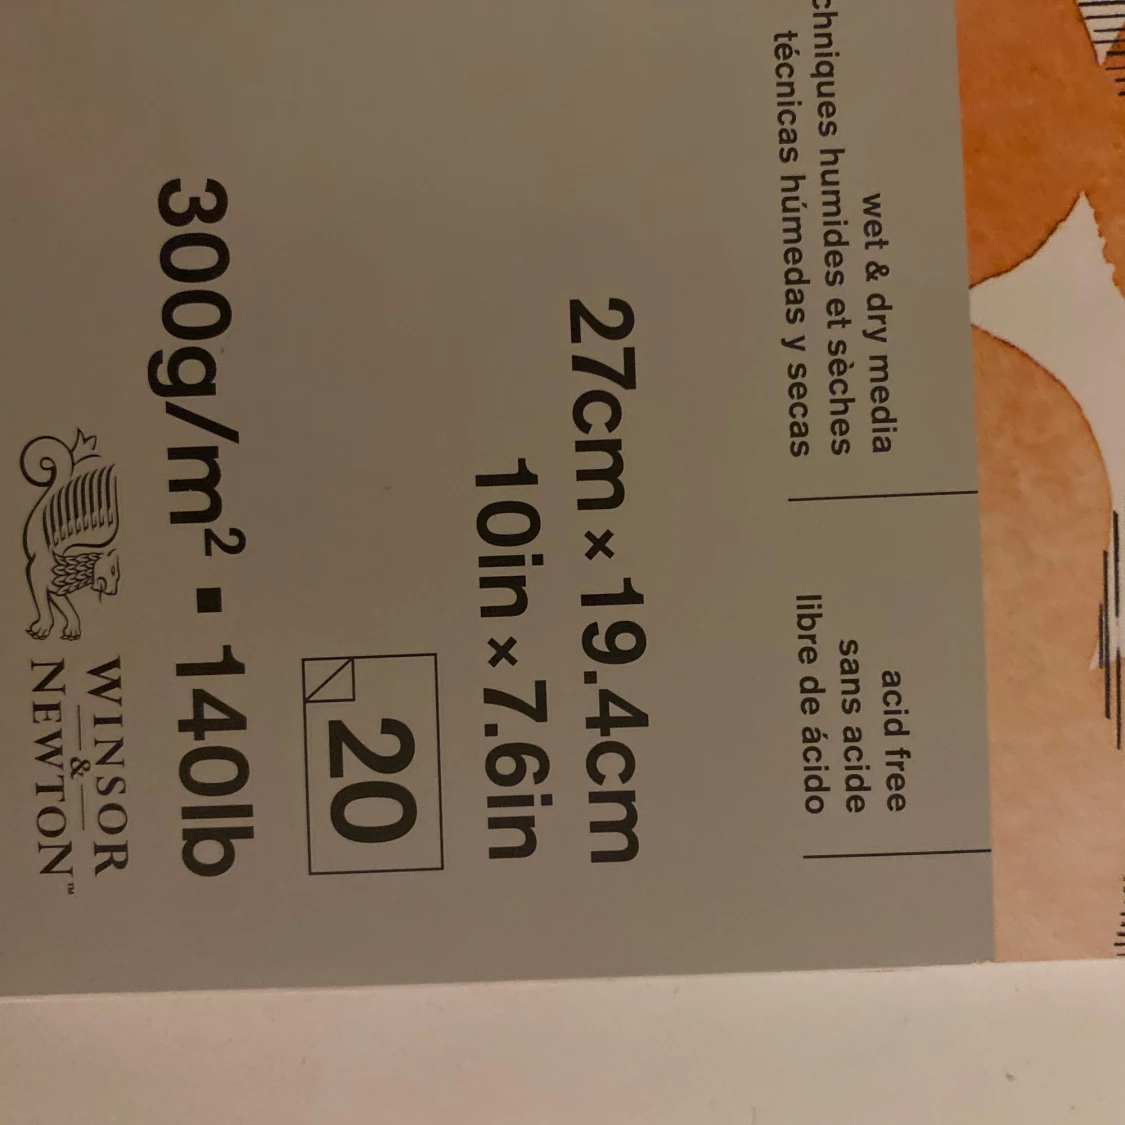 wet & dry media
chniques humides et sèches
técnicas húmedas y secas
acid free
sans acide
libre de ácido
27cm × 19.4cm
10in × 7.6in
20
300g/m² ▪ 140lb
WINSOR
&
NEWTON™